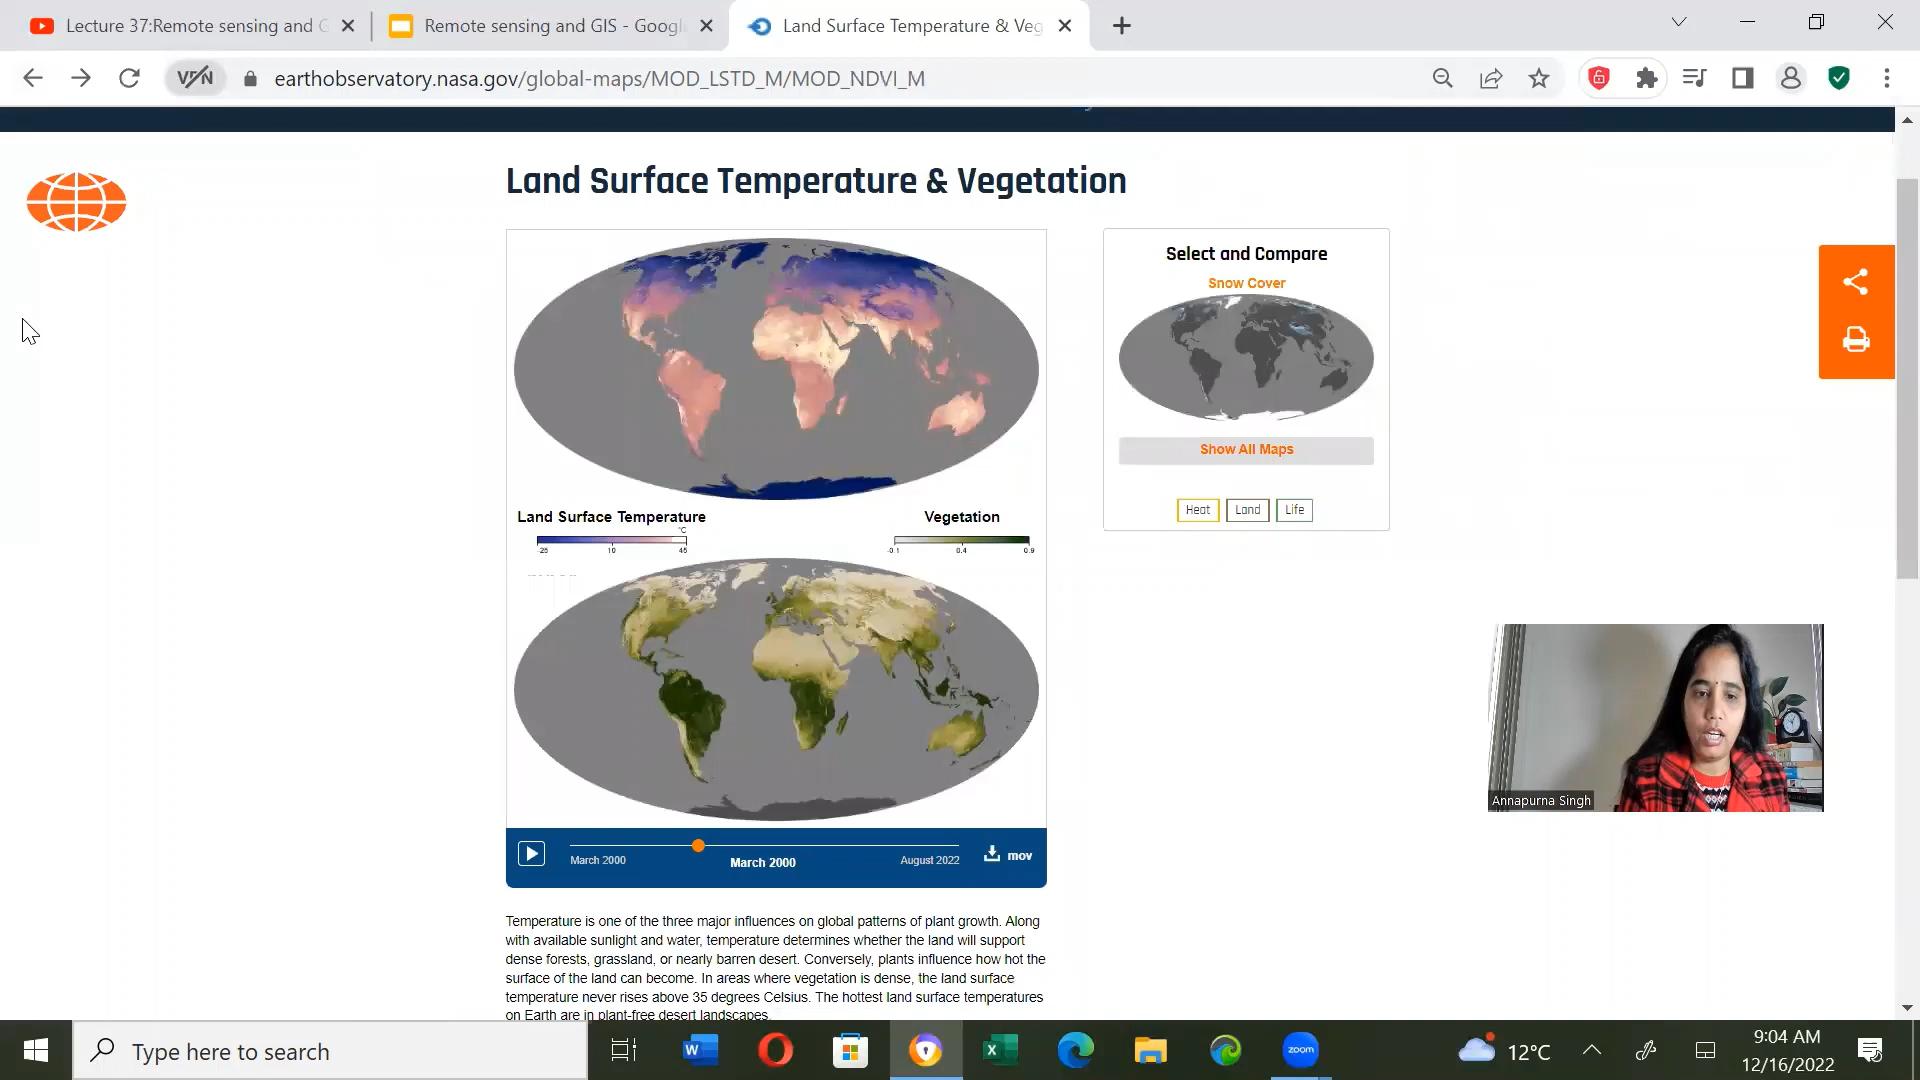 Lecture 37:Remote sensing and G
Remote sensing and GIS - Googl
Land Surface Temperature & Veg
VPN
earthobservatory.nasa.gov/global-maps/MOD_LSTD_M/MOD_NDVI_M
Land Surface Temperature & Vegetation
Select and Compare
Snow Cover
Show All Maps
Heat Land Life
Land Surface Temperature
°C
-25 10 45
Vegetation
-0.1 0.4 0.9
March 2000
March 2000
August 2022
mov
Temperature is one of the three major influences on global patterns of plant growth. Along
with available sunlight and water, temperature determines whether the land will support
dense forests, grassland, or nearly barren desert. Conversely, plants influence how hot the
surface of the land can become. In areas where vegetation is dense, the land surface
temperature never rises above 35 degrees Celsius. The hottest land surface temperatures
on Earth are in plant-free desert landscapes.
Annapurna Singh
Type here to search
zoom
12°C
9:04 AM
12/16/2022